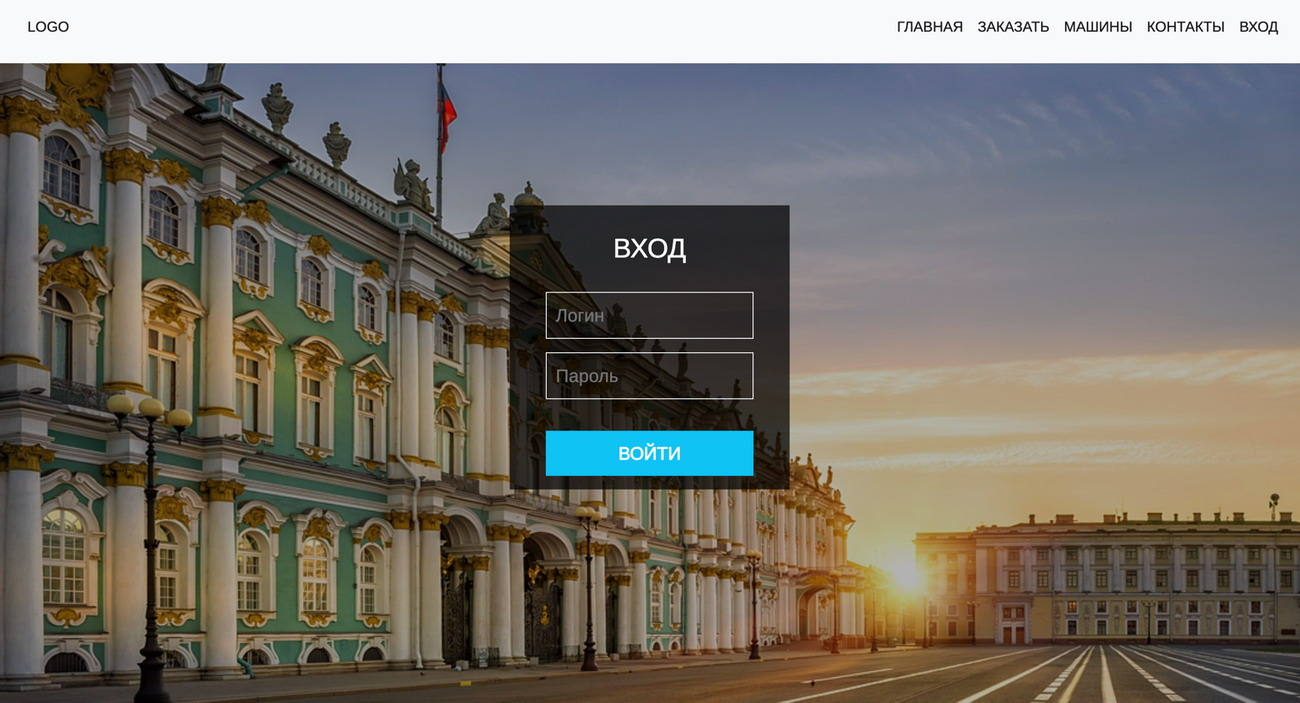 LOGO
ГЛАВНАЯ ЗАКАЗАТЬ МАШИНЫ КОНТАКТЫ ВХОД
ВХОД
Логин
Пароль
ВОЙТИ